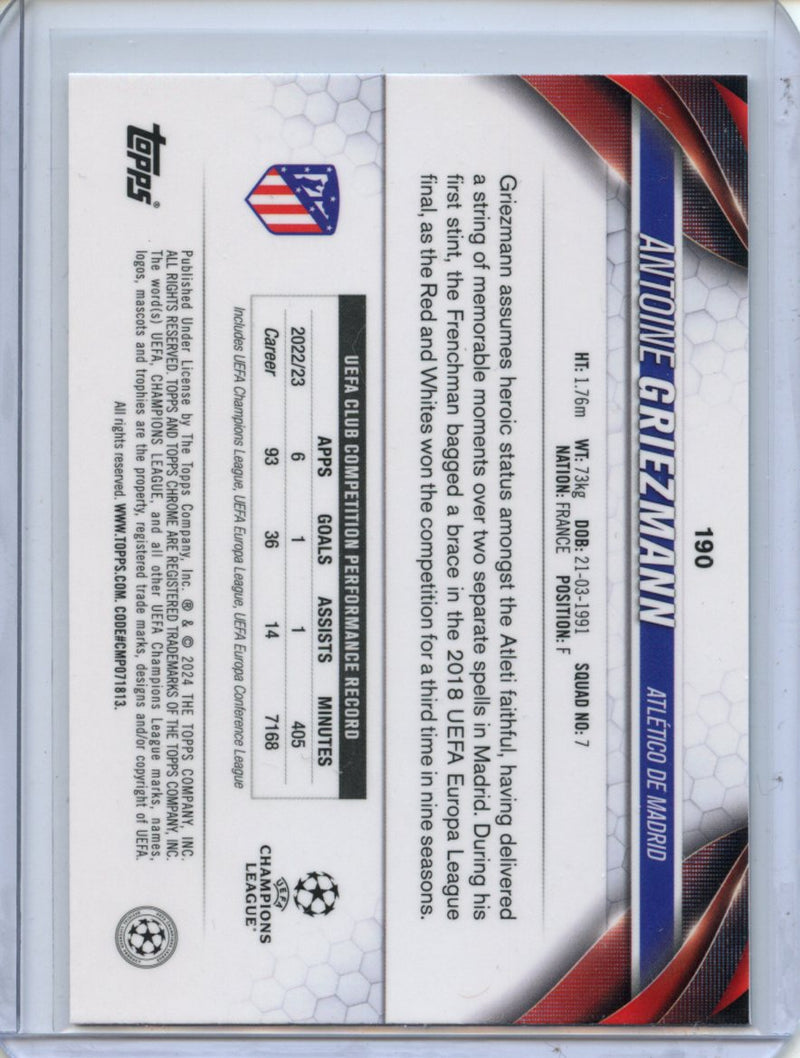 190
ANTOINE GRIEZMANN ATLÉTICO DE MADRID
HT: 1.76m WT: 73kg DOB: 21-03-1991 SQUAD NO: 7
NATION: FRANCE POSITION: F
Griezmann assumes heroic status amongst the Atleti faithful, having delivered
a string of memorable moments over two separate spells in Madrid. During his
first stint, the Frenchman bagged a brace in the 2018 UEFA Europa League
final, as the Red and Whites won the competition for a third time in nine seasons.
UEFA CLUB COMPETITION PERFORMANCE RECORD
APPS GOALS ASSISTS MINUTES
2022/23 6 1 1 405
Career 93 36 14 7168
Includes UEFA Champions League, UEFA Europa League, UEFA Europa Conference League
UEFA
CHAMPIONS
LEAGUE
topps®
Published Under License by The Topps Company, Inc. ® & © 2024 THE TOPPS COMPANY, INC.
ALL RIGHTS RESERVED. TOPPS AND TOPPS CHROME ARE REGISTERED TRADEMARKS OF THE TOPPS COMPANY, INC.
The word(s) UEFA, CHAMPIONS LEAGUE, and all other UEFA Champions League marks, names,
logos, mascots and trophies are the property, registered trade marks, designs and/or copyright of UEFA.
All rights reserved. WWW.TOPPS.COM. CODE#CMP071813.